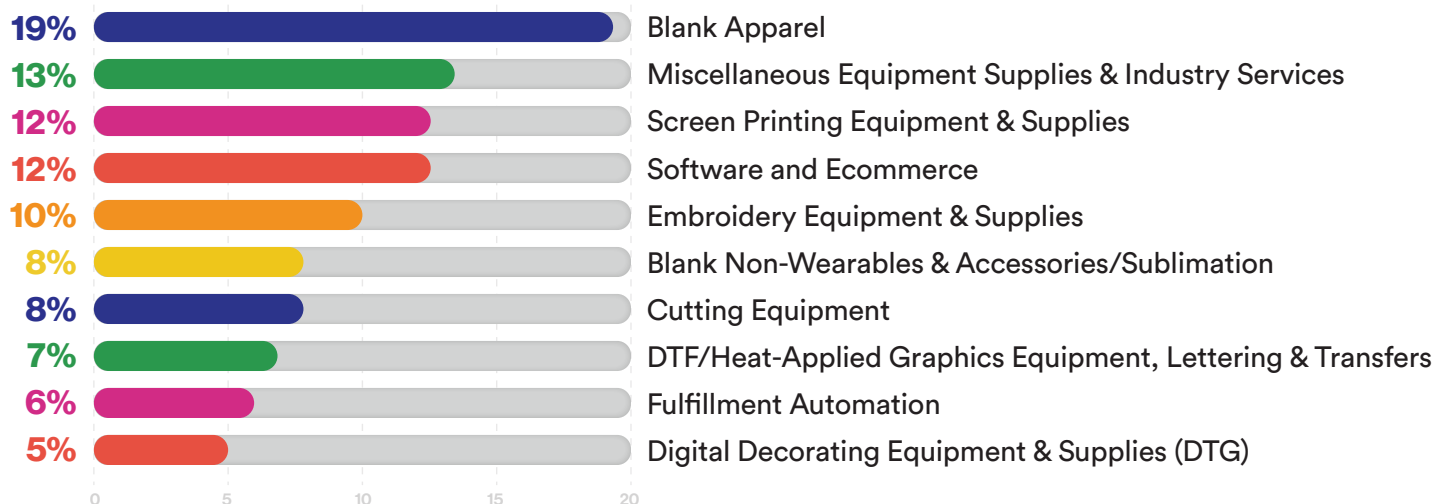 19% Blank Apparel
13% Miscellaneous Equipment Supplies & Industry Services
12% Screen Printing Equipment & Supplies
12% Software and Ecommerce
10% Embroidery Equipment & Supplies
8% Blank Non-Wearables & Accessories/Sublimation
8% Cutting Equipment
7% DTF/Heat-Applied Graphics Equipment, Lettering & Transfers
6% Fulfillment Automation
5% Digital Decorating Equipment & Supplies (DTG)
0 5 10 15 20